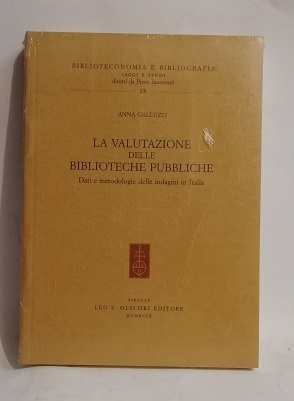 BIBLIOTECONOMIA E BIBLIOGRAFIA
SAGGI E STUDI
diretti da Piero Innocenti
28
ANNA GALLUZZI
LA VALUTAZIONE
DELLE
BIBLIOTECHE PUBBLICHE
Dati e metodologie delle indagini in Italia
FIRENZE
LEO S. OLSCHKI EDITORE